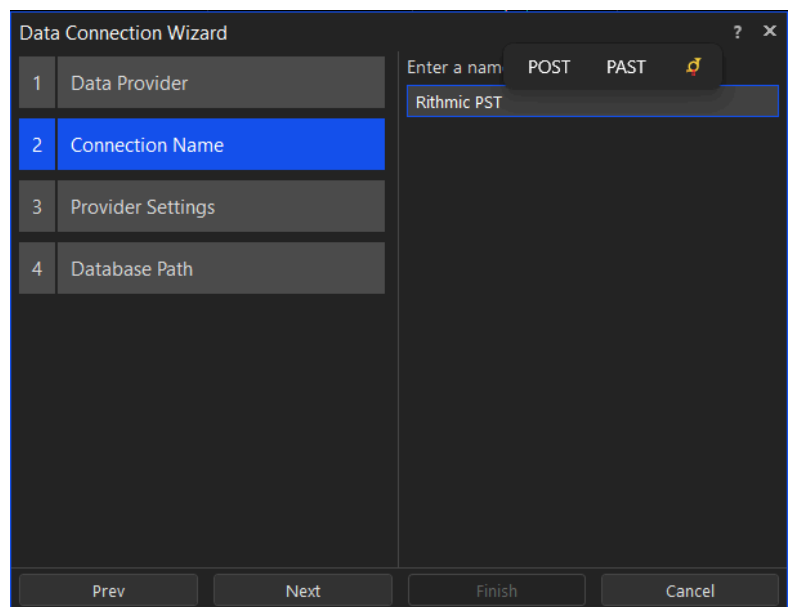 Data Connection Wizard
? ×
1 Data Provider
2 Connection Name
3 Provider Settings
4 Database Path
Enter a nam
POST PAST
Rithmic PST
Prev Next Finish Cancel